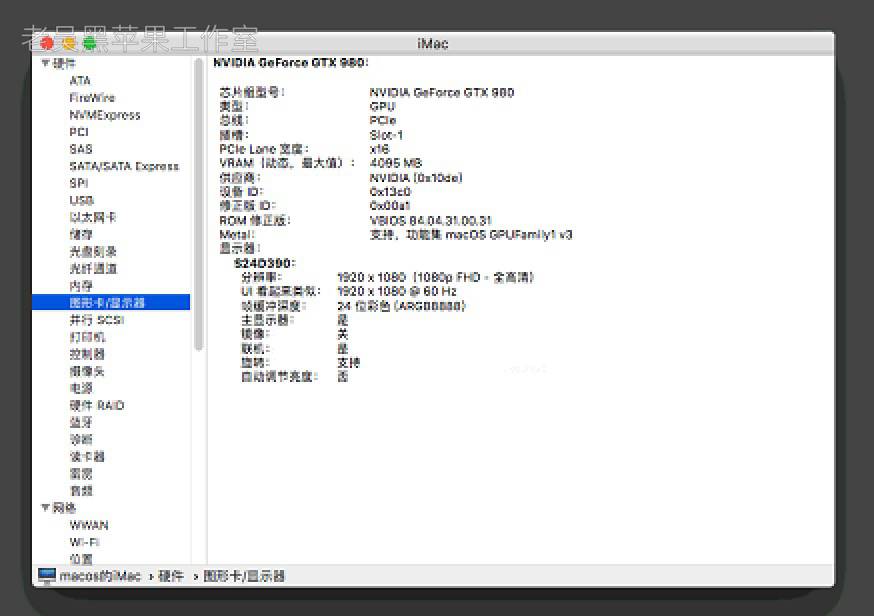 老吴黑苹果工作室
iMac
硬件
ATA
FireWire
NVMExpress
PCI
SAS
SATA/SATA Express
SPI
USB
以太网卡
储存
光盘刻录
光纤通道
内存
图形卡/显示器
并行 SCSI
打印机
控制器
摄像头
电源
硬件 RAID
蓝牙
诊断
读卡器
雷雳
音频
网络
WWAN
Wi-Fi
位置
NVIDIA GeForce GTX 980:
芯片组型号: NVIDIA GeForce GTX 980
类型: GPU
总线: PCIe
插槽: Slot-1
PCIe Lane 宽度: x16
VRAM（动态，最大值）: 4095 MB
供应商: NVIDIA (0x10de)
设备 ID: 0x13c0
修正版 ID: 0x00a1
ROM 修正版: VBIOS 84.04.31.00.31
Metal: 支持，功能集 macOS GPUFamily1 v3
显示器:
S24D390:
分辨率: 1920 x 1080（1080p FHD - 全高清）
UI 看起来类似: 1920 x 1080 @ 60 Hz
帧缓冲深度: 24 位彩色 (ARGB8888)
主显示器: 是
镜像: 关
联机: 是
旋转: 支持
自动调节亮度: 否
macos的iMac › 硬件 › 图形卡/显示器